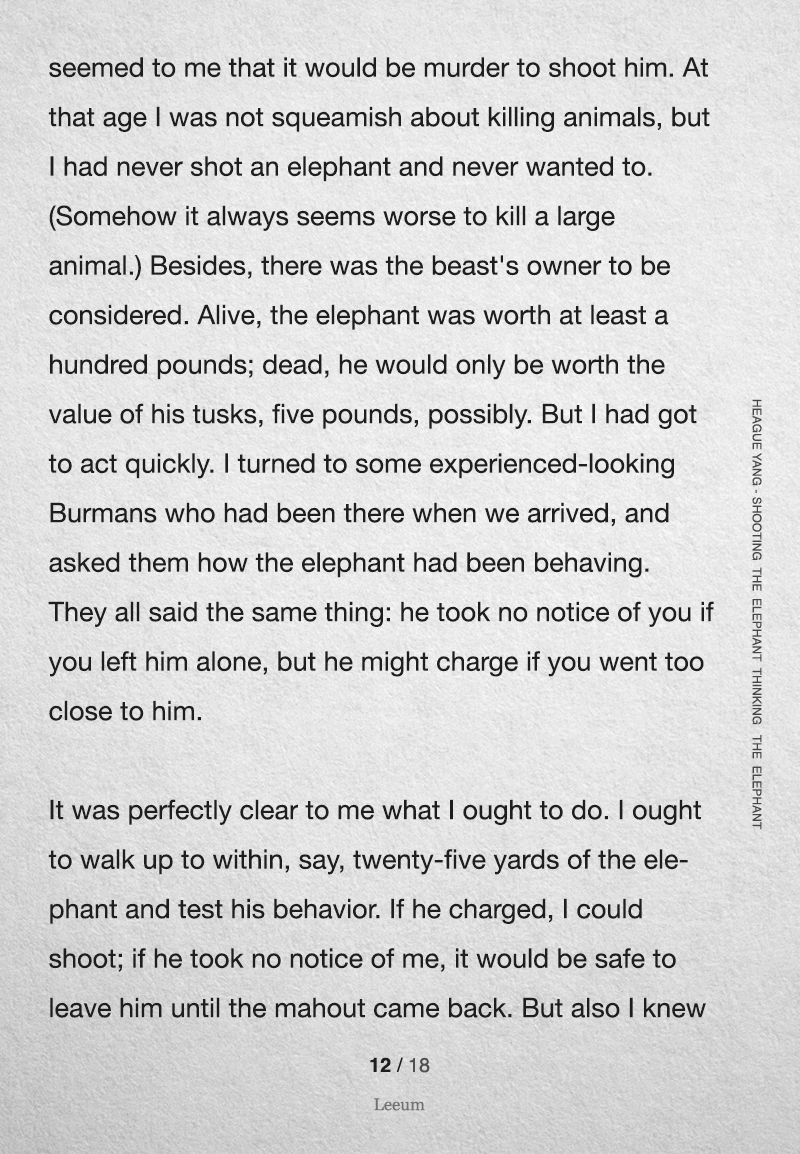 seemed to me that it would be murder to shoot him. At
that age I was not squeamish about killing animals, but
I had never shot an elephant and never wanted to.
(Somehow it always seems worse to kill a large
animal.) Besides, there was the beast's owner to be
considered. Alive, the elephant was worth at least a
hundred pounds; dead, he would only be worth the
value of his tusks, five pounds, possibly. But I had got
to act quickly. I turned to some experienced-looking
Burmans who had been there when we arrived, and
asked them how the elephant had been behaving.
They all said the same thing: he took no notice of you if
you left him alone, but he might charge if you went too
close to him.
It was perfectly clear to me what I ought to do. I ought
to walk up to within, say, twenty-five yards of the ele-
phant and test his behavior. If he charged, I could
shoot; if he took no notice of me, it would be safe to
leave him until the mahout came back. But also I knew
HEAGUE YANG - SHOOTING THE ELEPHANT THINKING THE ELEPHANT
12 / 18
Leeum